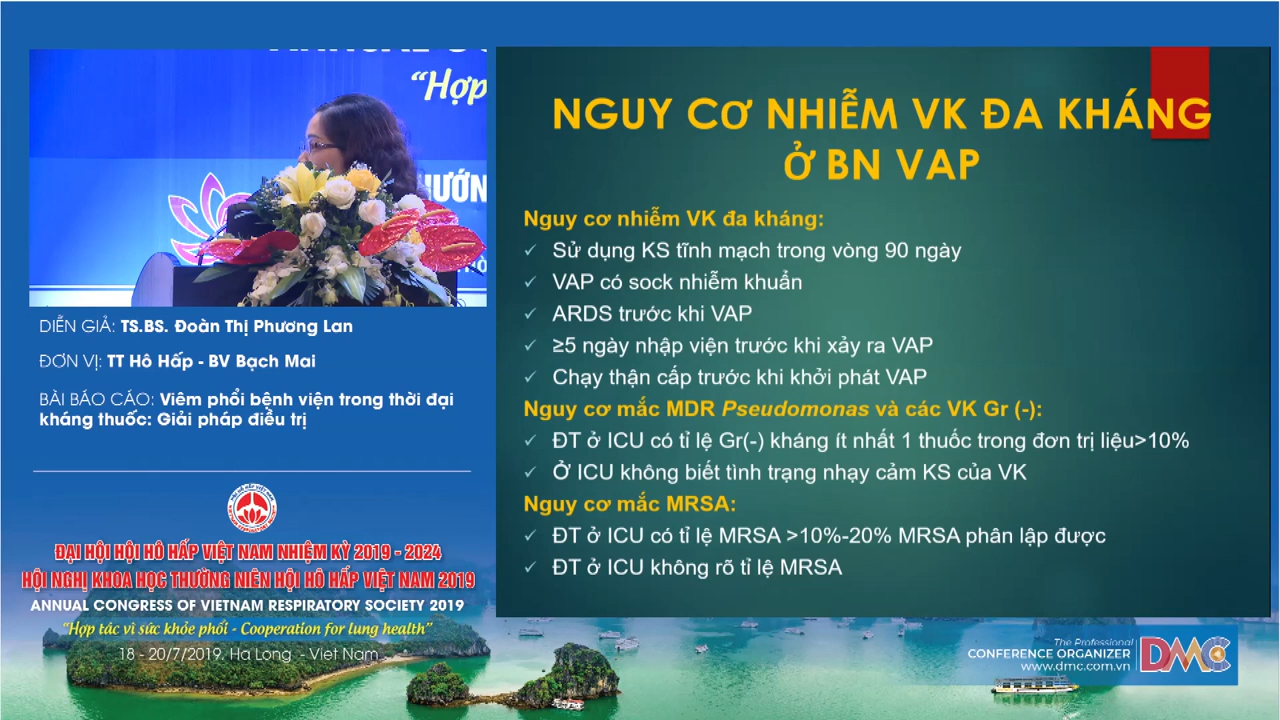 “Hợp
HƯỚN
DIỄN GIẢ: TS.BS. Đoàn Thị Phương Lan
ĐƠN VỊ: TT Hô Hấp - BV Bạch Mai
BÀI BÁO CÁO: Viêm phổi bệnh viện trong thời đại
kháng thuốc: Giải pháp điều trị
ĐẠI HỘI HỘI HÔ HẤP VIỆT NAM NHIỆM KỲ 2019 - 2024
HỘI NGHỊ KHOA HỌC THƯỜNG NIÊN HỘI HÔ HẤP VIỆT NAM 2019
ANNUAL CONGRESS OF VIETNAM RESPIRATORY SOCIETY 2019
“Hợp tác vì sức khỏe phổi - Cooperation for lung health”
18 - 20/7/2019. Ha Long - Viet Nam
NGUY CƠ NHIỄM VK ĐA KHÁNG
Ở BN VAP
Nguy cơ nhiễm VK đa kháng:
✓ Sử dụng KS tĩnh mạch trong vòng 90 ngày
✓ VAP có sock nhiễm khuẩn
✓ ARDS trước khi VAP
✓ ≥5 ngày nhập viện trước khi xảy ra VAP
✓ Chạy thận cấp trước khi khởi phát VAP
Nguy cơ mắc MDR Pseudomonas và các VK Gr (-):
✓ ĐT ở ICU có tỉ lệ Gr(-) kháng ít nhất 1 thuốc trong đơn trị liệu>10%
✓ Ở ICU không biết tình trạng nhạy cảm KS của VK
Nguy cơ mắc MRSA:
✓ ĐT ở ICU có tỉ lệ MRSA >10%-20% MRSA phân lập được
✓ ĐT ở ICU không rõ tỉ lệ MRSA
The Professional
CONFERENCE ORGANIZER
www.dmc.com.vn
DMC